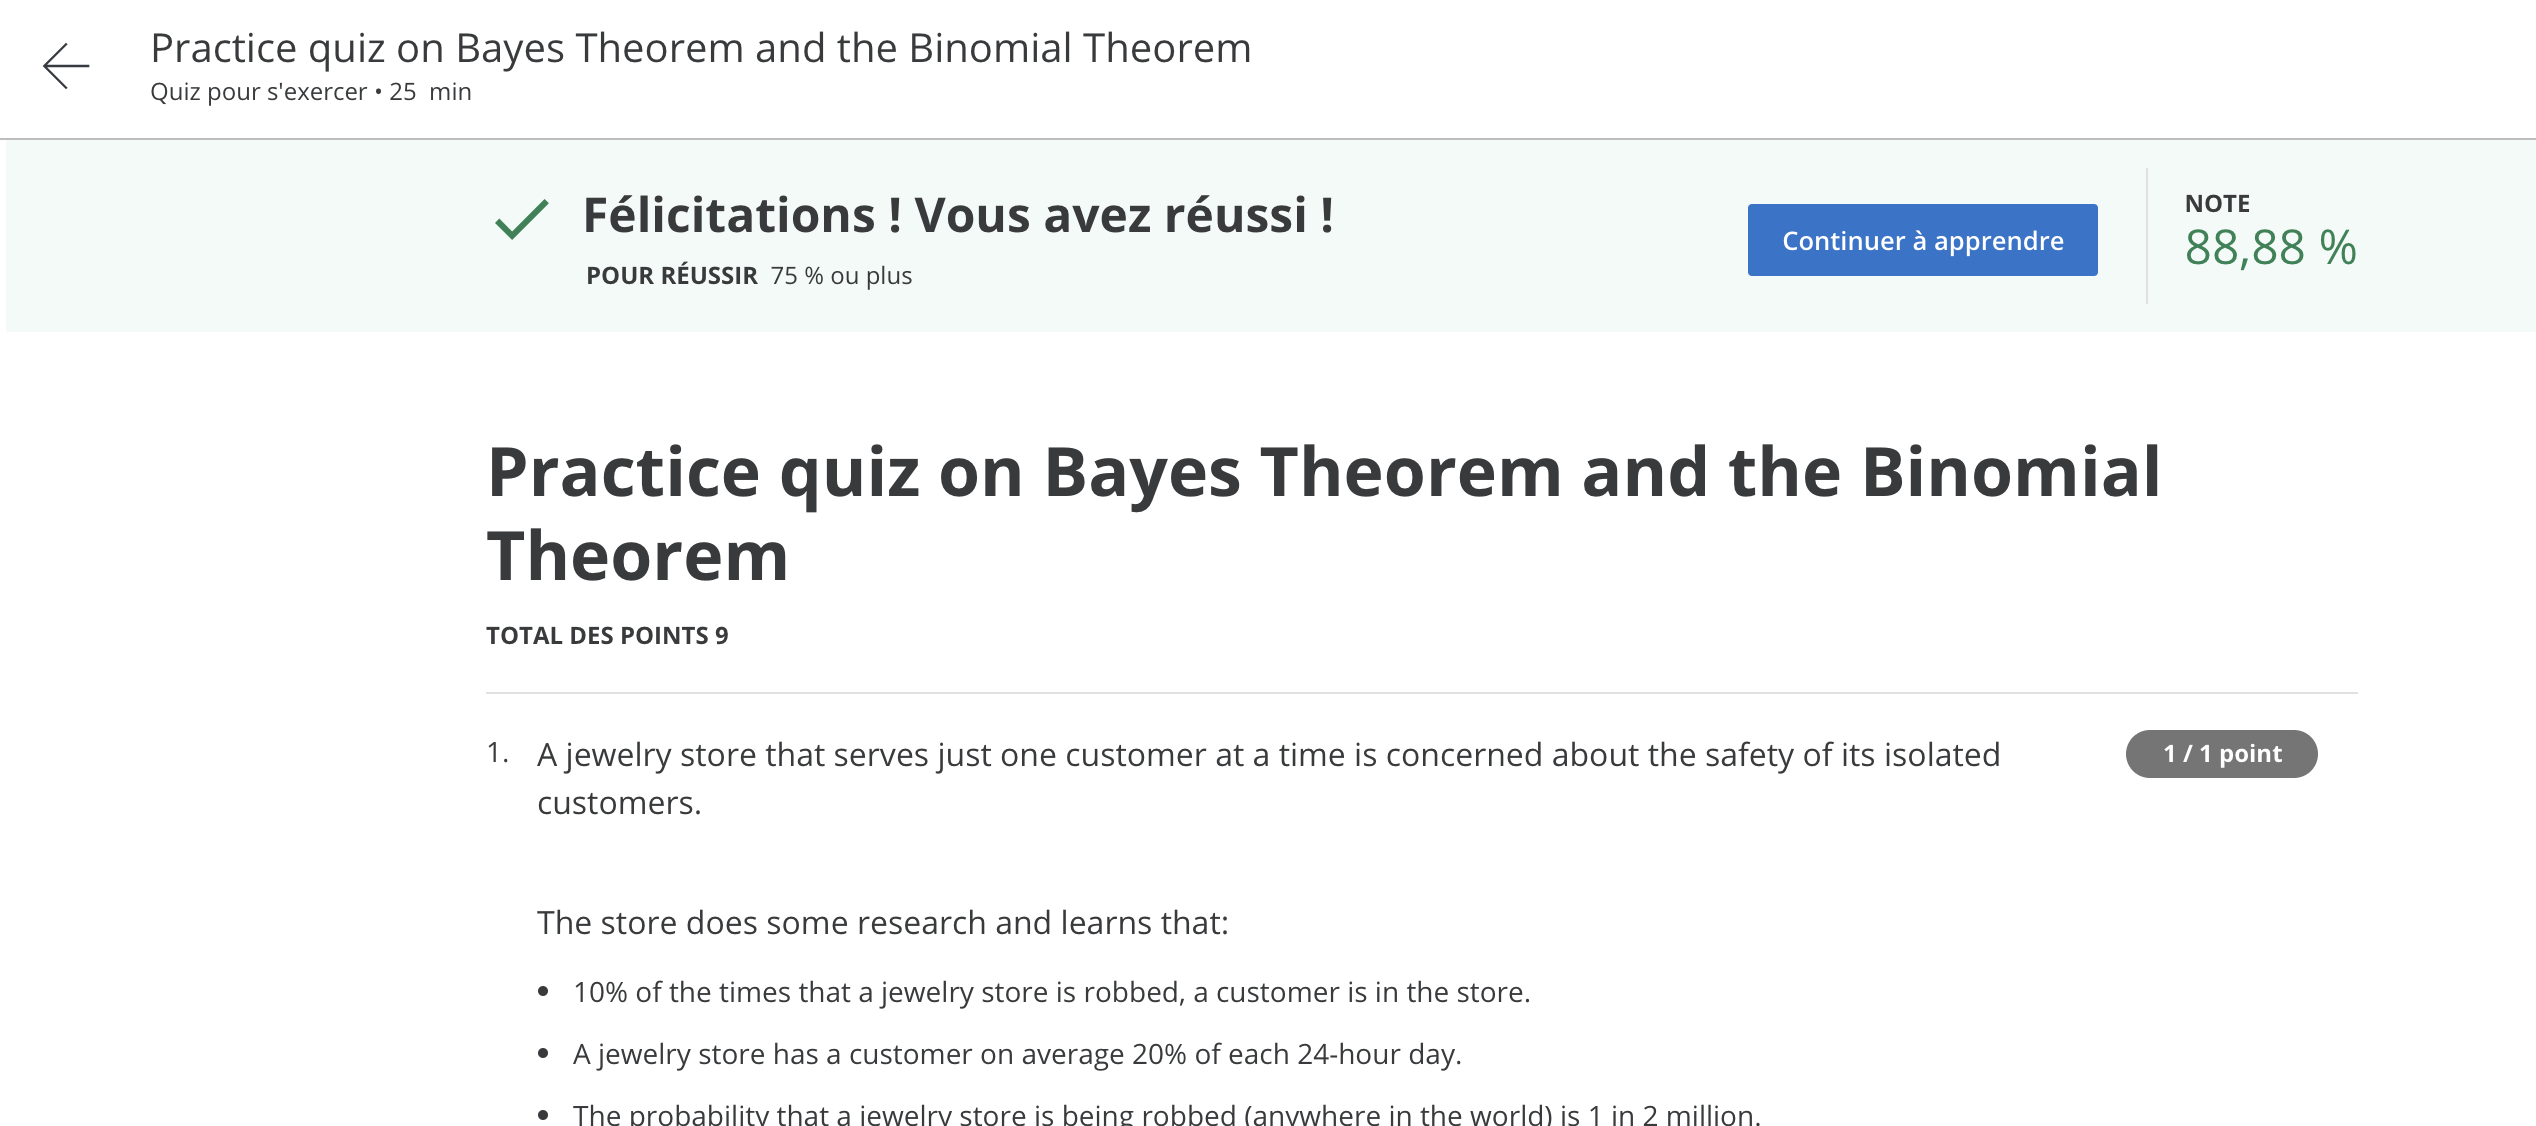 Practice quiz on Bayes Theorem and the Binomial Theorem
Quiz pour s'exercer • 25 min
Félicitations ! Vous avez réussi !
POUR RÉUSSIR 75 % ou plus
Continuer à apprendre
NOTE
88,88 %
Practice quiz on Bayes Theorem and the Binomial
Theorem
TOTAL DES POINTS 9
1. A jewelry store that serves just one customer at a time is concerned about the safety of its isolated
customers.
1 / 1 point
The store does some research and learns that:
• 10% of the times that a jewelry store is robbed, a customer is in the store.
• A jewelry store has a customer on average 20% of each 24-hour day.
• The probability that a jewelry store is being robbed (anywhere in the world) is 1 in 2 million.